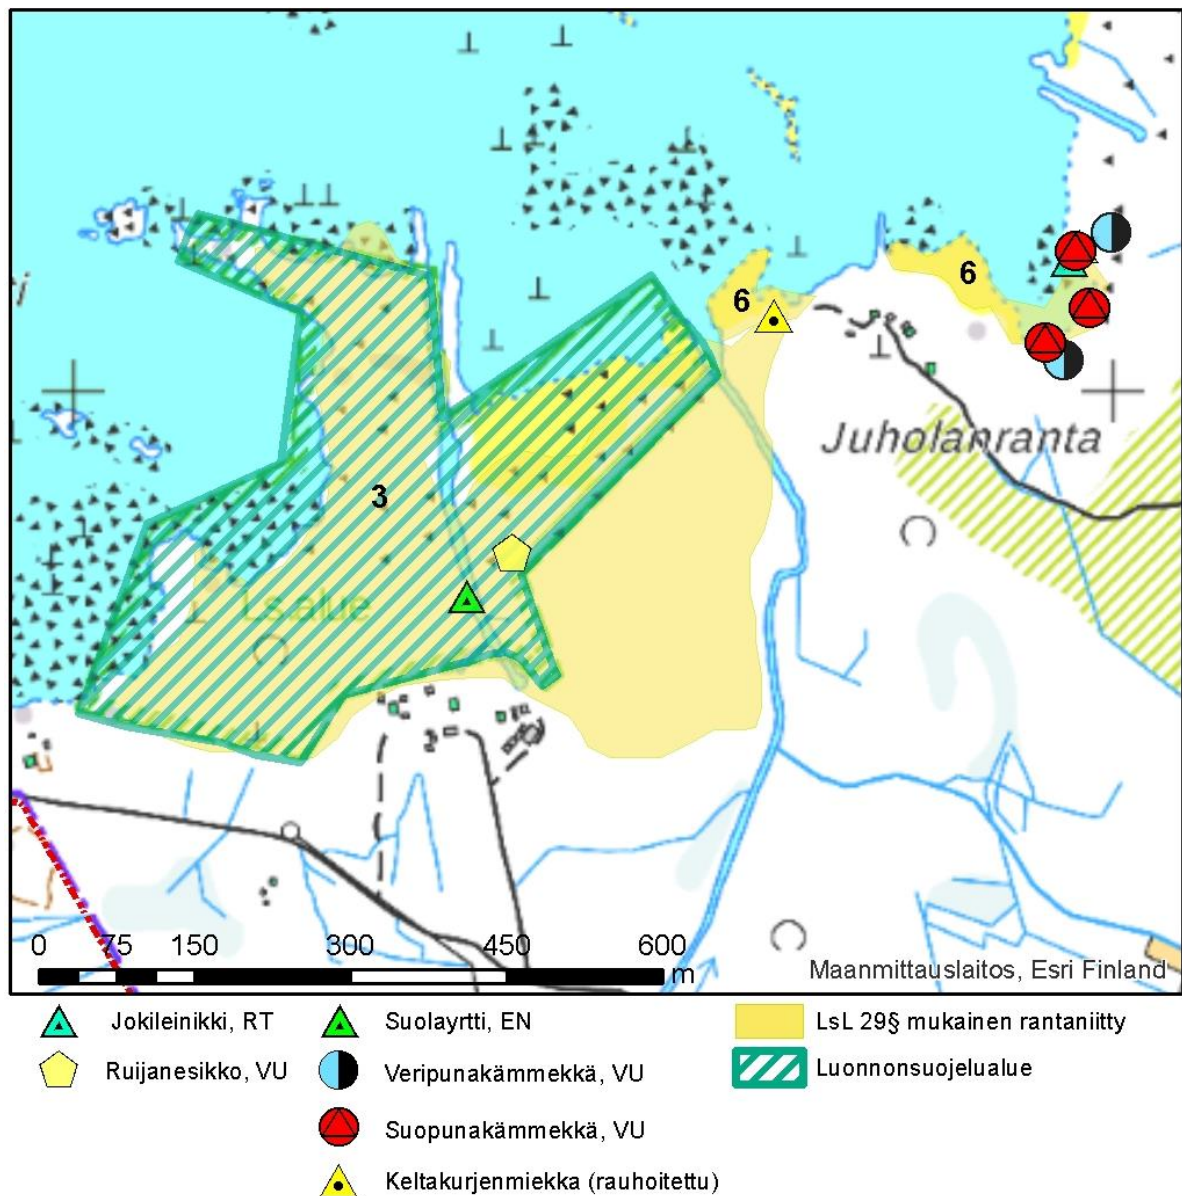 6
6
Juholanranta
3
Ls alue
0 75 150 300 450 600
m
Maanmittauslaitos, Esri Finland
Jokileinikki, RT
Suolayrtti, EN
LsL 29§ mukainen rantaniitty
Ruijanesikko, VU
Veripunakämmekkä, VU
Luonnonsuojelualue
Suopunakämmekkä, VU
Keltakurjenmiekka (rauhoitettu)